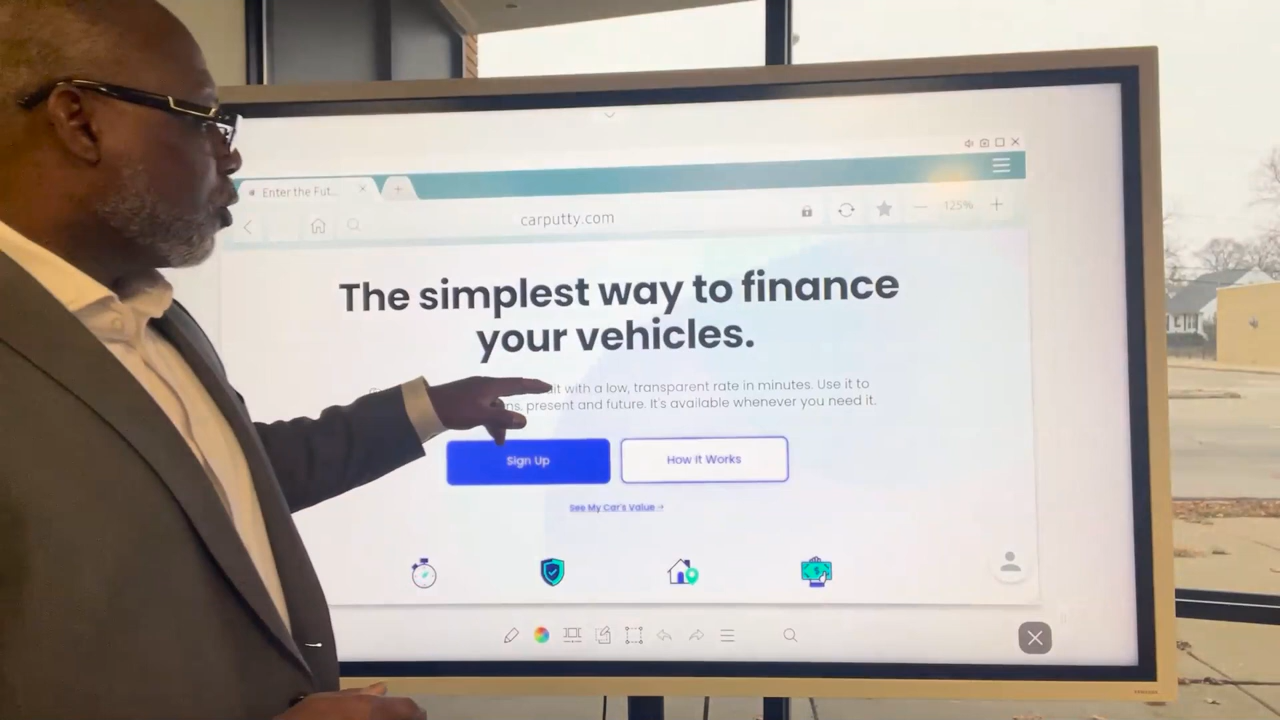 Enter the Fut...
carputty.com
125%
The simplest way to finance
your vehicles.
with a low, transparent rate in minutes. Use it to
present and future. It's available whenever you need it.
Sign Up
How it Works
See My Car's Value